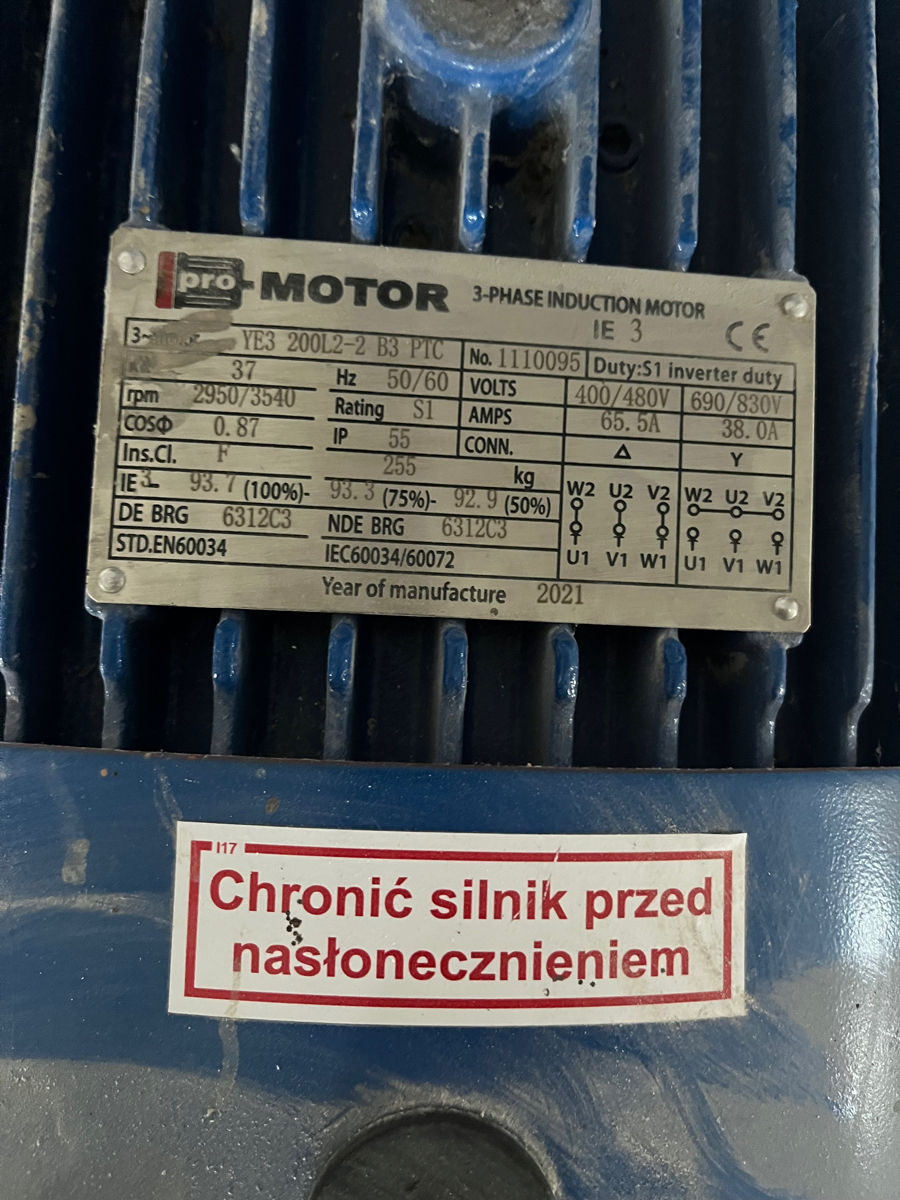 pro-MOTOR 3-PHASE INDUCTION MOTOR
IE 3 CE
3~ YE3 200L2-2 B3 PTC No. 1110095 Duty:S1 inverter duty
37 Hz 50/60 VOLTS 400/480V 690/830V
rpm 2950/3540 Rating S1 AMPS 65.5A 38.0A
COSΦ 0.87 IP 55 CONN. Δ Y
Ins.Cl. F 255 kg
IE3- 93.7 (100%)- 93.3 (75%)- 92.9 (50%) W2 U2 V2 W2 U2 V2
DE BRG 6312C3 NDE BRG 6312C3 U1 V1 W1 U1 V1 W1
STD.EN60034 IEC60034/60072
Year of manufacture 2021
I17
Chronić silnik przed
nasłonecznieniem